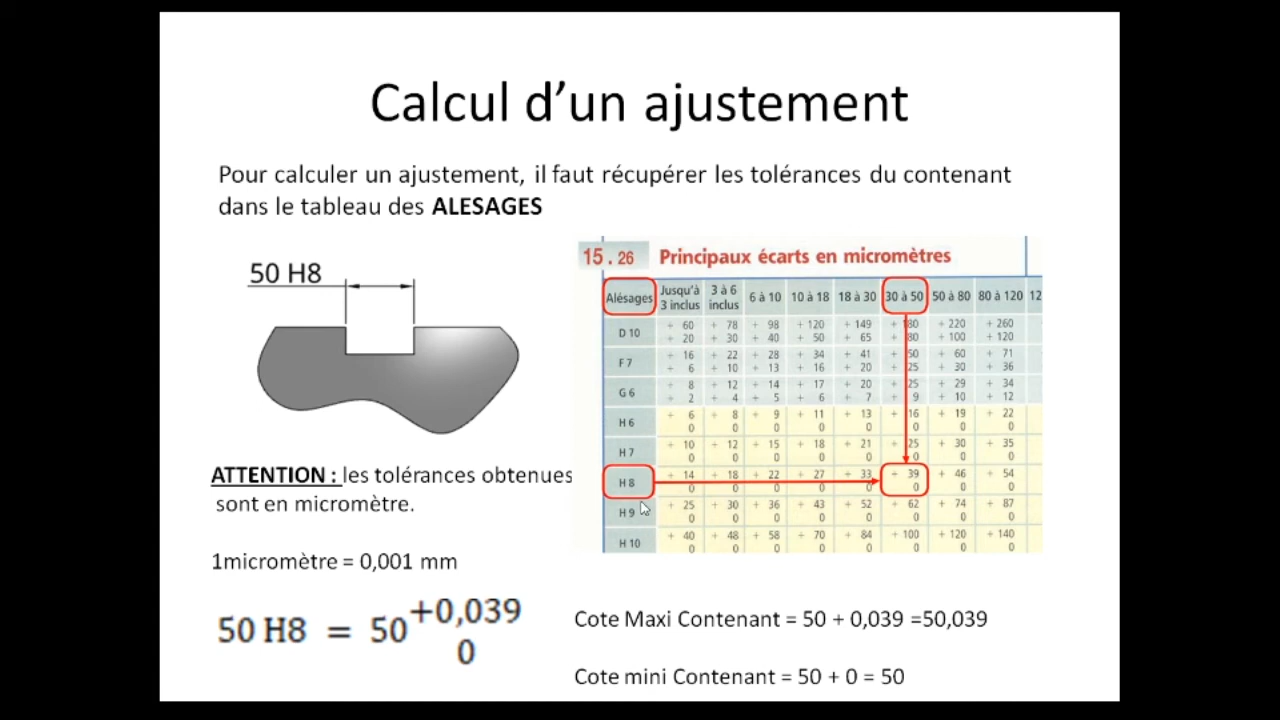 Calcul d'un ajustement
Pour calculer un ajustement, il faut récupérer les tolérances du contenant
dans le tableau des ALESAGES
50 H8
15.26 Principaux écarts en micromètres
Alésages Jusqu'à 3 inclus 3 à 6 inclus 6 à 10 10 à 18 18 à 30 30 à 50 50 à 80 80 à 120 12
D 10 + 60 + 78 + 98 + 120 + 149 + 180 + 220 + 260
+ 20 + 30 + 40 + 50 + 65 + 80 + 100 + 120
F 7 + 16 + 22 + 28 + 34 + 41 + 50 + 60 + 71
+ 6 + 10 + 13 + 16 + 20 + 25 + 30 + 36
G 6 + 8 + 12 + 14 + 17 + 20 + 25 + 29 + 34
+ 2 + 4 + 5 + 6 + 7 + 9 + 10 + 12
H 6 + 6 + 8 + 9 + 11 + 13 + 16 + 19 + 22
0 0 0 0 0 0 0 0
H 7 + 10 + 12 + 15 + 18 + 21 + 25 + 30 + 35
0 0 0 0 0 0 0 0
H 8 + 14 + 18 + 22 + 27 + 33 + 39 + 46 + 54
0 0 0 0 0 0 0 0
H 9 + 25 + 30 + 36 + 43 + 52 + 62 + 74 + 87
0 0 0 0 0 0 0 0
H 10 + 40 + 48 + 58 + 70 + 84 + 100 + 120 + 140
0 0 0 0 0 0 0 0
ATTENTION : les tolérances obtenues
sont en micromètre.
1micromètre = 0,001 mm
50 H8 = 50 +0,039
0
Cote Maxi Contenant = 50 + 0,039 =50,039
Cote mini Contenant = 50 + 0 = 50